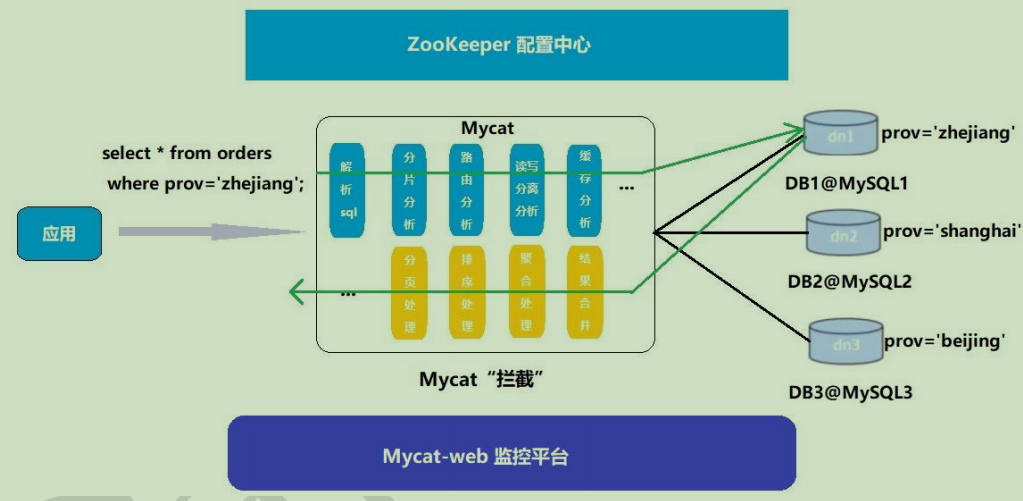 ZooKeeper 配置中心
Mycat
select * from orders
where prov='zhejiang';
应用
解析sql
分片分析
路由分析
读写分离分析
缓存分析
...
...
分页处理
排序处理
聚合处理
结果合并
dn1
prov='zhejiang'
DB1@MySQL1
dn2
prov='shanghai'
DB2@MySQL2
dn3
prov='beijing'
DB3@MySQL3
Mycat“拦截”
Mycat-web 监控平台